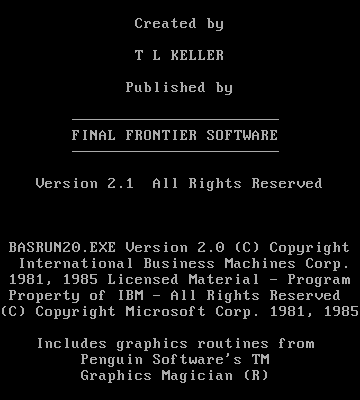 Created by
T L KELLER
Published by
FINAL FRONTIER SOFTWARE
Version 2.1  All Rights Reserved
BASRUN20.EXE Version 2.0 (C) Copyright
International Business Machines Corp.
1981, 1985 Licensed Material - Program
Property of IBM - All Rights Reserved
(C) Copyright Microsoft Corp. 1981, 1985
Includes graphics routines from
Penguin Software's TM
Graphics Magician (R)